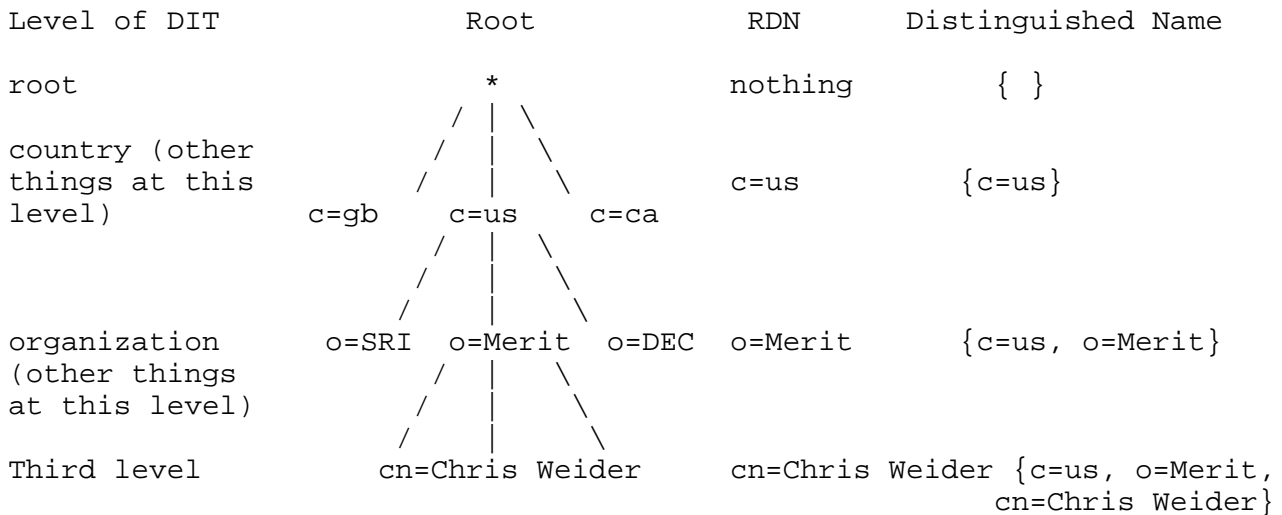 Level of DIT Root RDN Distinguished Name
root * nothing { }
/ | \
country (other / | \
things at this / | \ c=us {c=us}
level) c=gb c=us c=ca
/ | \
/ | \
/ | \
organization o=SRI o=Merit o=DEC o=Merit {c=us, o=Merit}
(other things / | \
at this level) / | \
/ | \
Third level cn=Chris Weider cn=Chris Weider {c=us, o=Merit,
cn=Chris Weider}